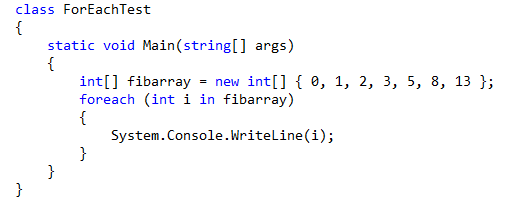 class ForEachTest
{
    static void Main(string[] args)
    {
        int[] fibarray = new int[] { 0, 1, 2, 3, 5, 8, 13 };
        foreach (int i in fibarray)
        {
            System.Console.WriteLine(i);
        }
    }
}